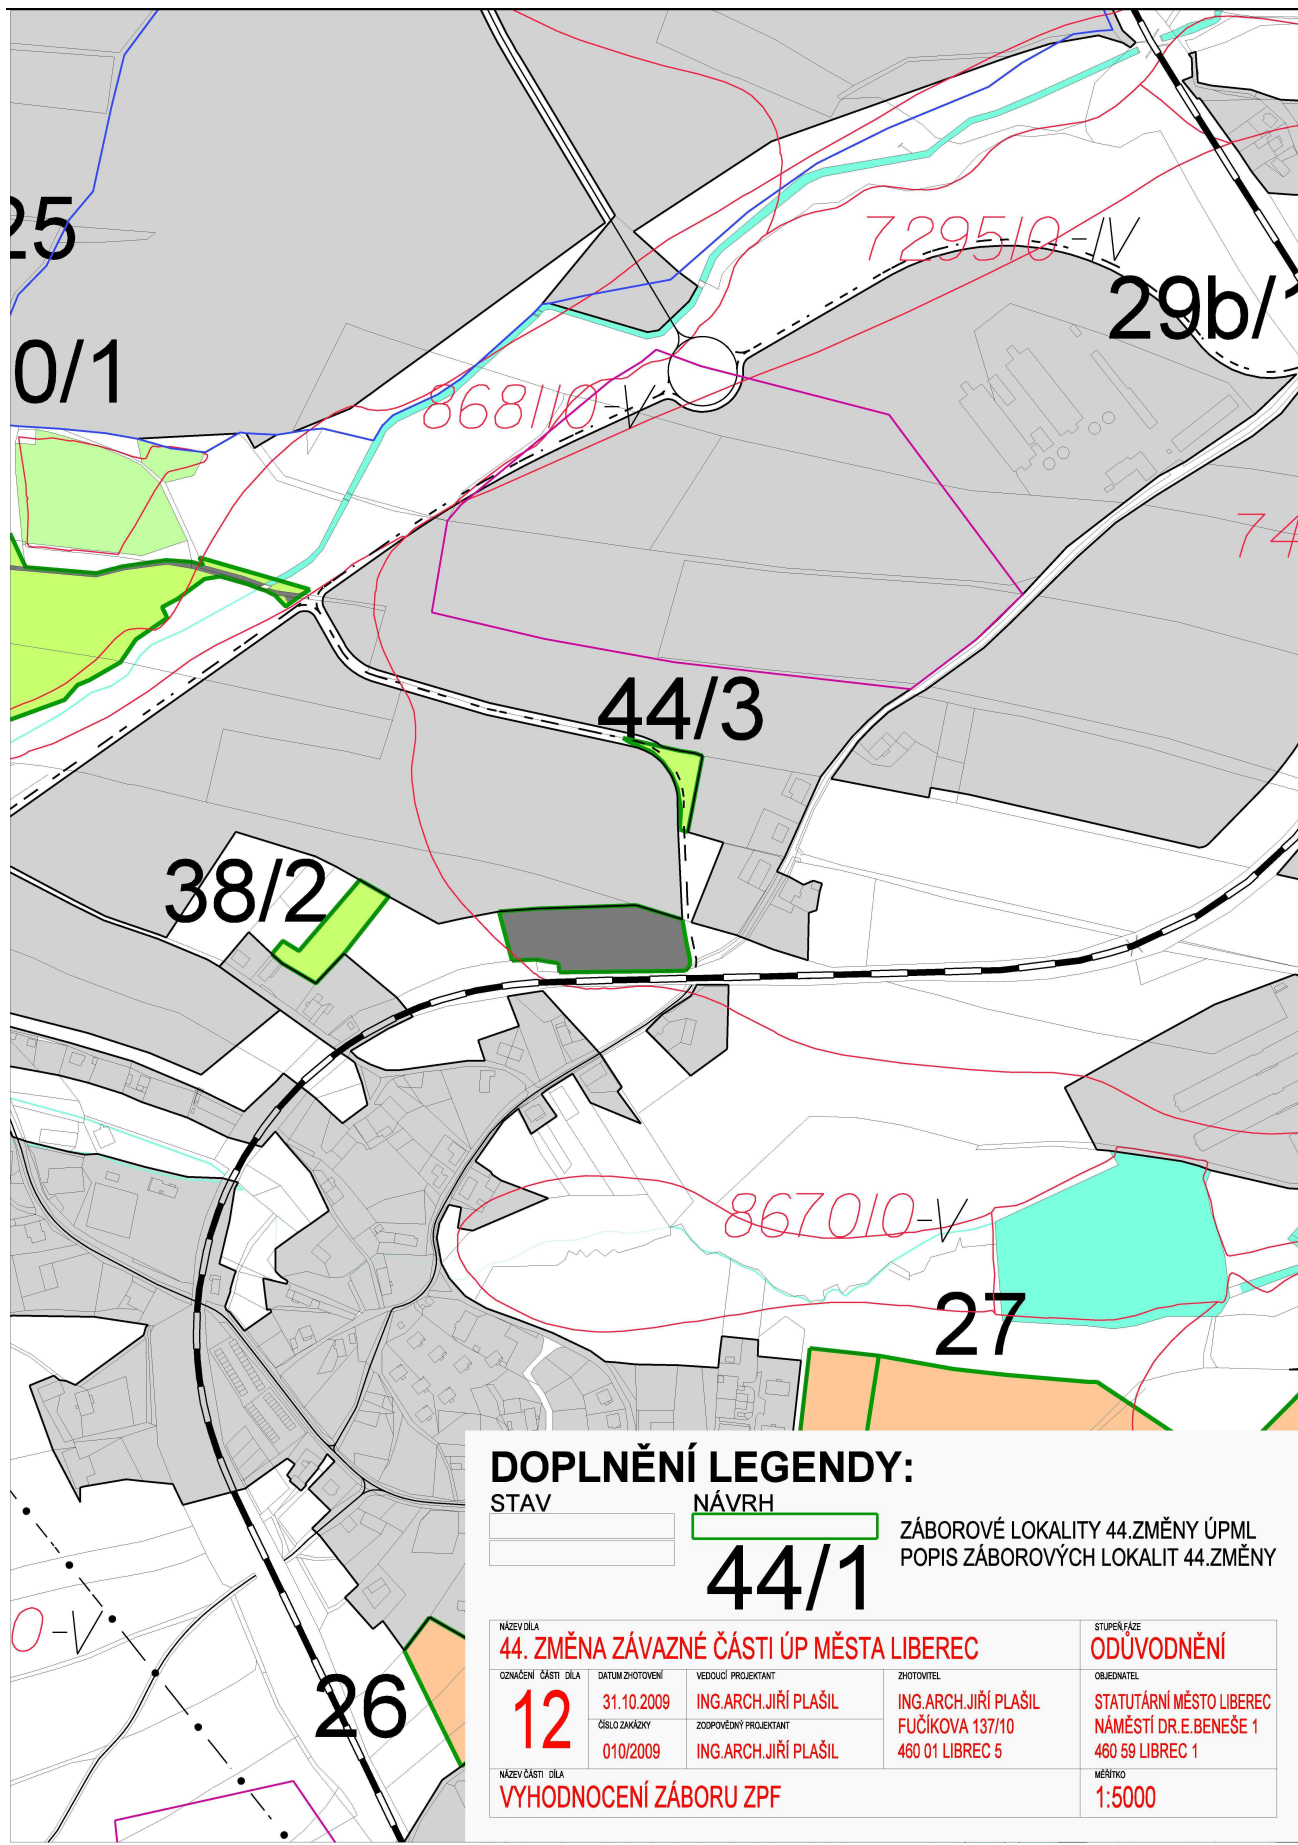 25
7295/0-IV
29b/1
0/1
868110-V
74
44/3
38/2
8670/0-V
27
DOPLNĚNÍ LEGENDY:
STAV
NÁVRH
ZÁBOROVÉ LOKALITY 44.ZMĚNY ÚPML
44/1
POPIS ZÁBOROVÝCH LOKALIT 44.ZMĚNY
0-V
26
NÁZEV DÍLA
44. ZMĚNA ZÁVAZNÉ ČÁSTI ÚP MĚSTA LIBEREC
STUPEŇ,FÁZE
ODŮVODNĚNÍ
OZNAČENÍ ČÁSTI DÍLA
12
DATUM ZHOTOVENÍ
31.10.2009
VEDOUCÍ PROJEKTANT
ING.ARCH.JIŘÍ PLAŠIL
ČÍSLO ZAKÁZKY
010/2009
ZODPOVĚDNÝ PROJEKTANT
ING.ARCH.JIŘÍ PLAŠIL
ZHOTOVITEL
ING.ARCH.JIŘÍ PLAŠIL
FUČÍKOVA 137/10
460 01 LIBREC 5
OBJEDNATEL
STATUTÁRNÍ MĚSTO LIBEREC
NÁMĚSTÍ DR.E.BENEŠE 1
460 59 LIBREC 1
NÁZEV ČÁSTI DÍLA
VYHODNOCENÍ ZÁBORU ZPF
MĚŘÍTKO
1:5000